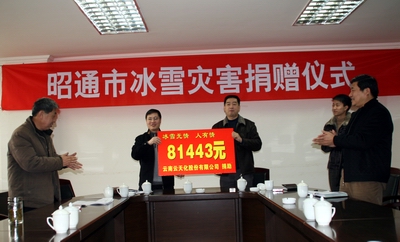 昭通市冰雪灾害捐赠仪式
冰雪无情 人有情
81443元
云南云天化股份有限公司 捐助